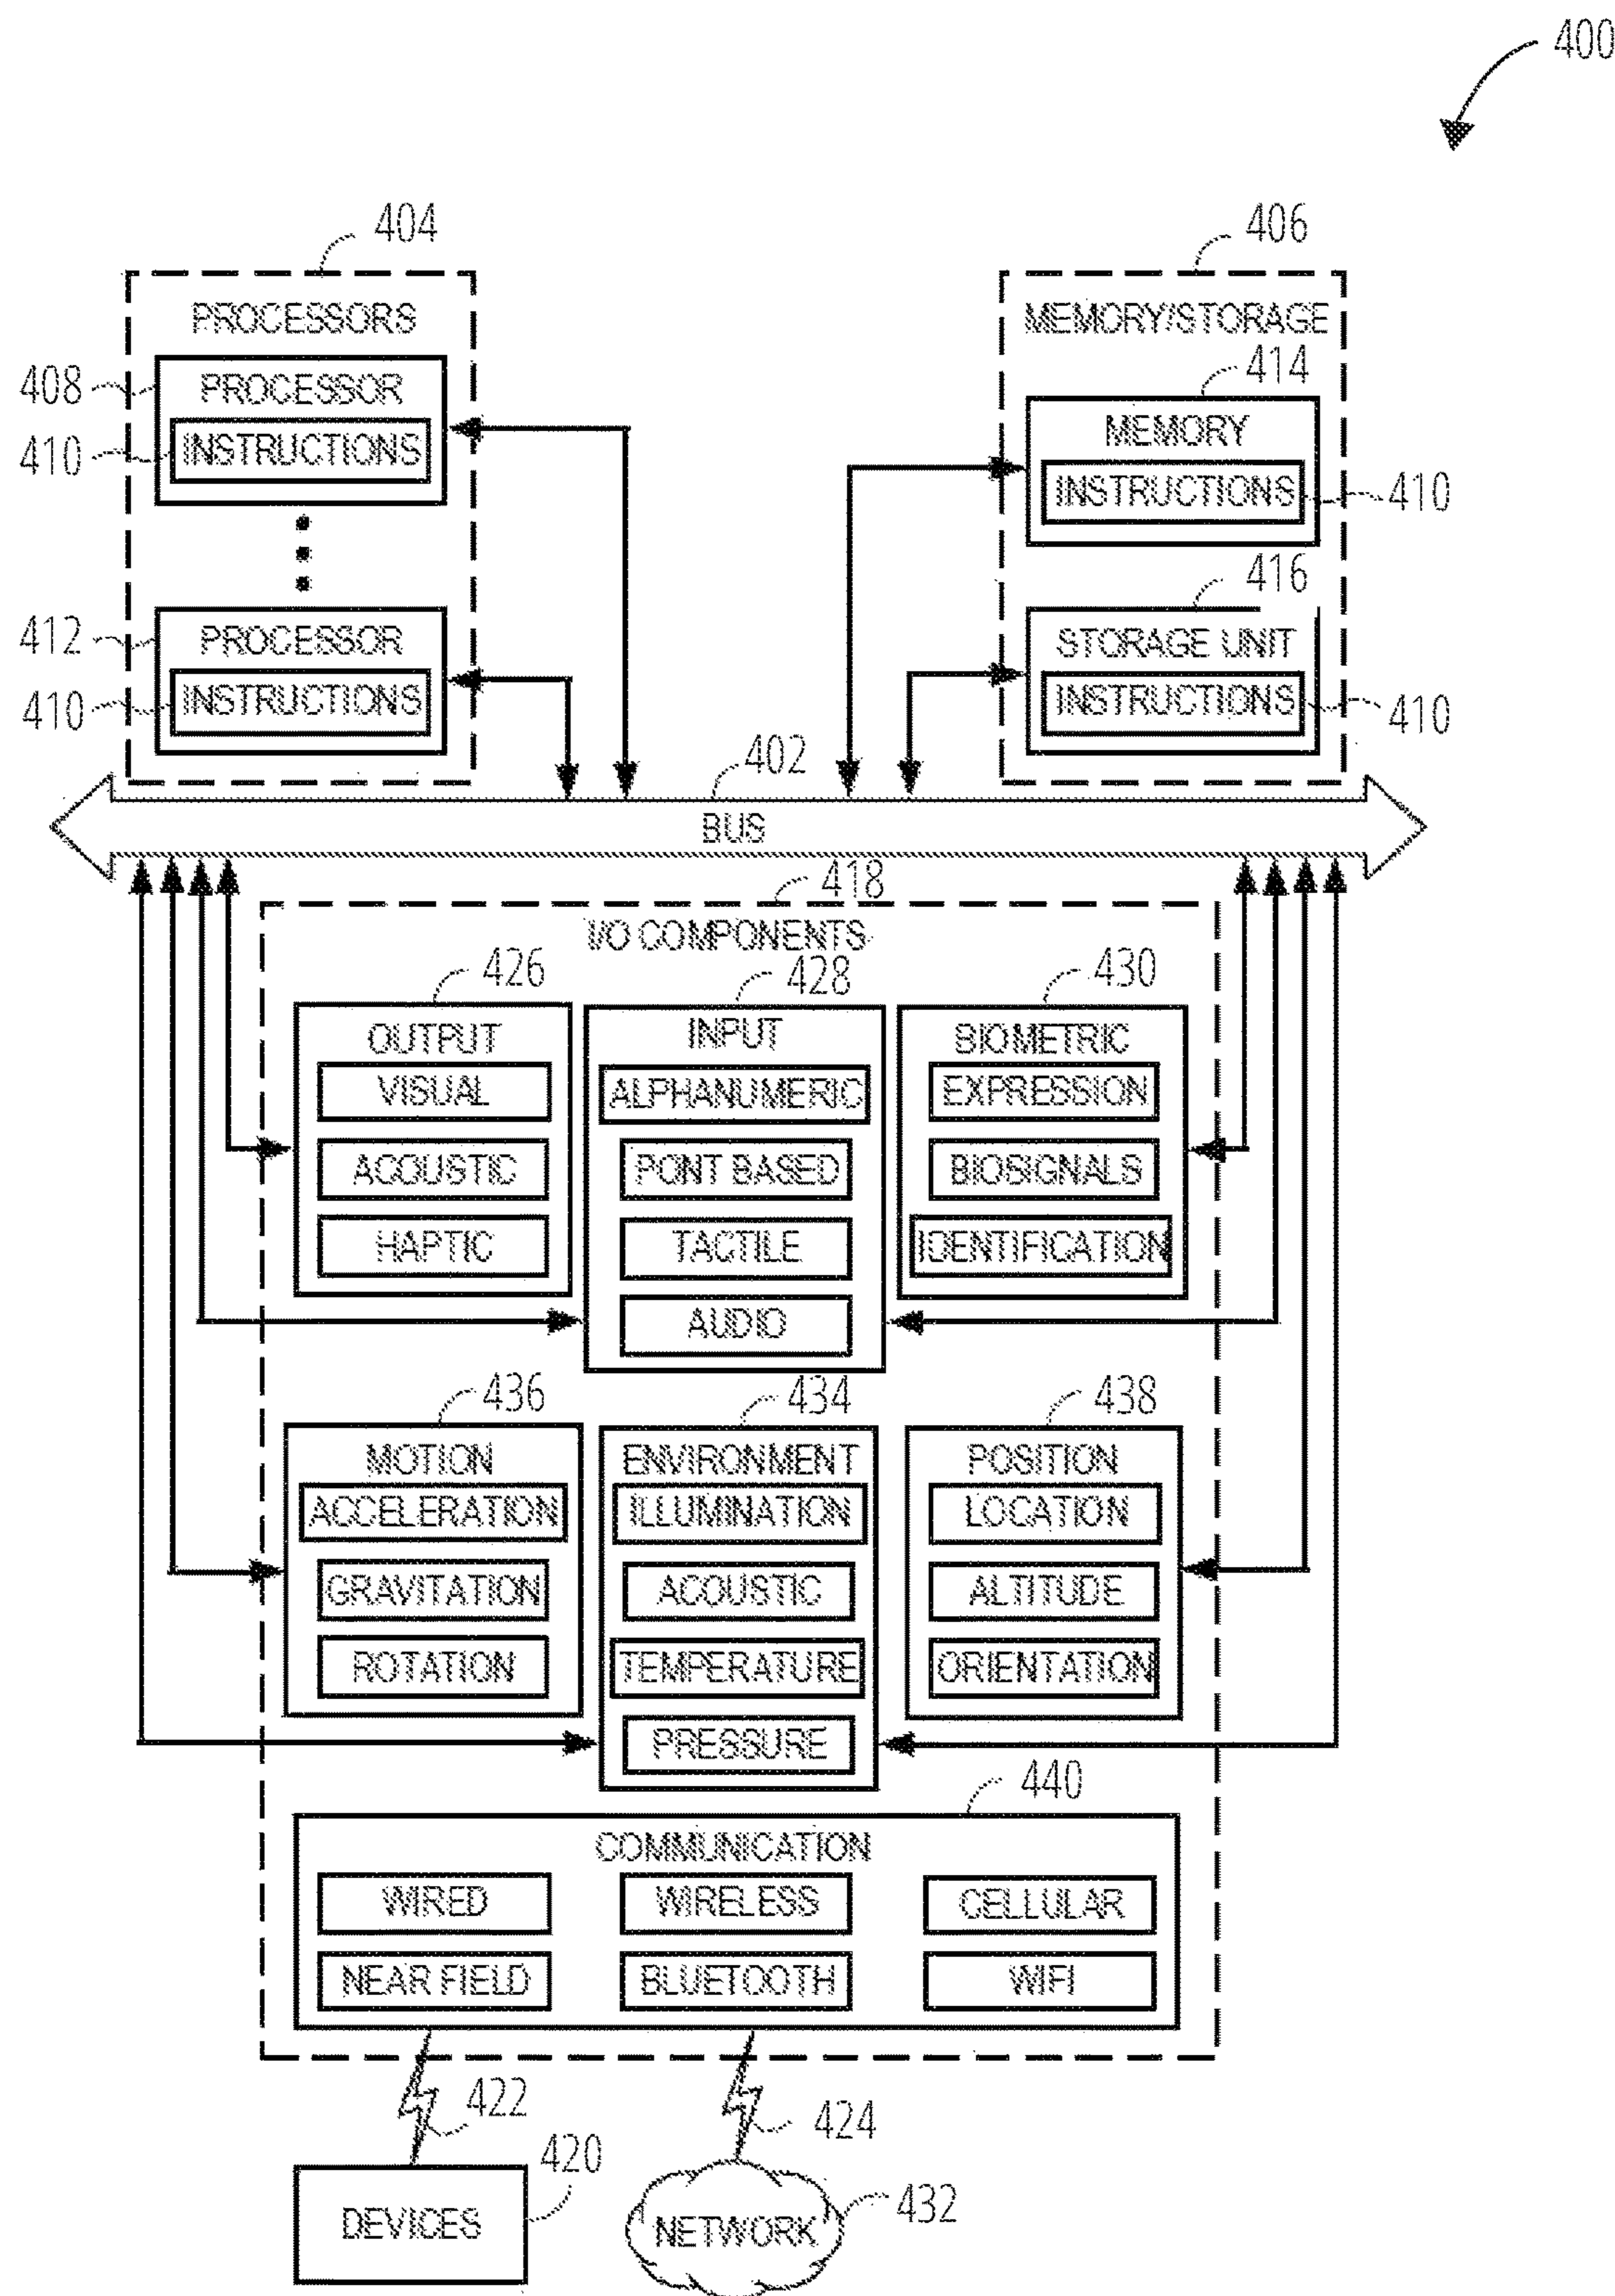 400
404
406
PROCESSORS
MEMORY/STORAGE
408
PROCESSOR
414
MEMORY
410
INSTRUCTIONS
INSTRUCTIONS
410
416
412
PROCESSOR
STORAGE UNIT
410
INSTRUCTIONS
INSTRUCTIONS
410
402
BUS
418
I/O COMPONENTS
426
428
430
OUTPUT
INPUT
BIOMETRIC
VISUAL
ALPHANUMERIC
EXPRESSION
ACOUSTIC
POINT BASED
BIOSIGNALS
HAPTIC
TACTILE
IDENTIFICATION
AUDIO
436
434
438
MOTION
ENVIRONMENT
POSITION
ACCELERATION
ILLUMINATION
LOCATION
GRAVITATION
ACOUSTIC
ALTITUDE
ROTATION
TEMPERATURE
ORIENTATION
PRESSURE
440
COMMUNICATION
WIRED
WIRELESS
CELLULAR
NEAR FIELD
BLUETOOTH
WIFI
422
424
420
432
DEVICES
NETWORK